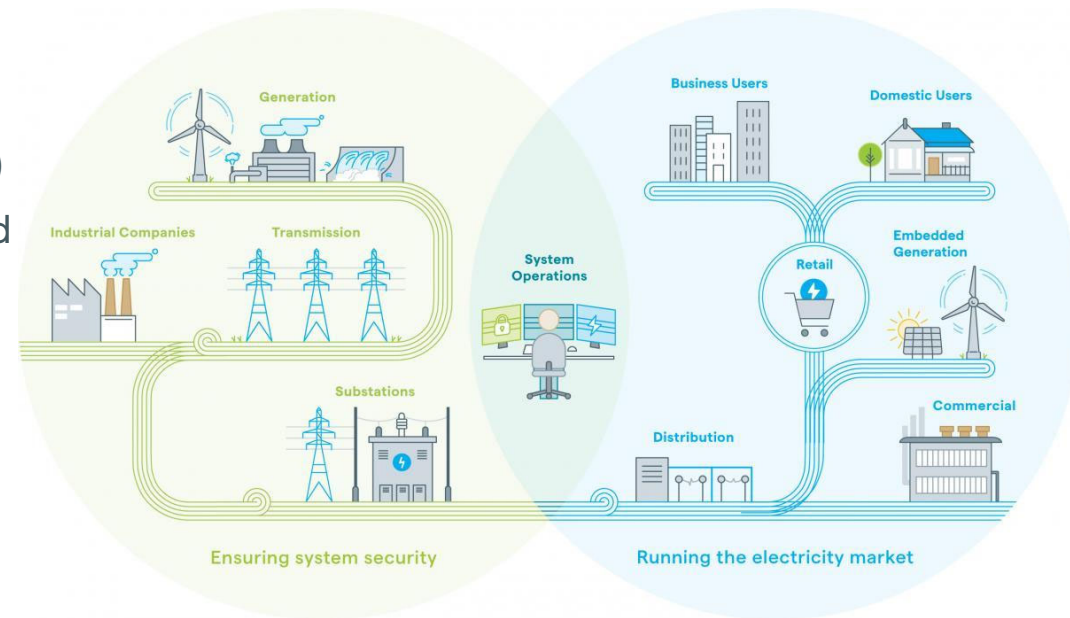 )
d
Generation
Industrial Companies
Transmission
Substations
Ensuring system security
System
Operations
Business Users
Domestic Users
Retail
Embedded
Generation
Distribution
Commercial
Running the electricity market